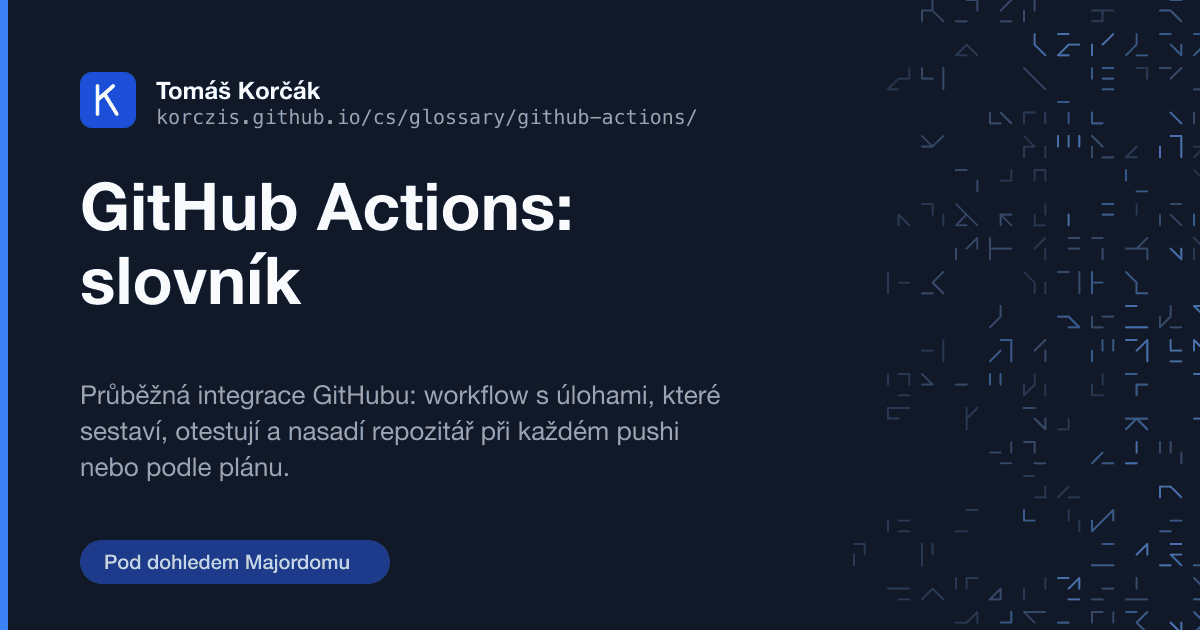 K
Tomáš Korčák
korczis.github.io/cs/glossary/github-actions/
GitHub Actions:
slovník
Průběžná integrace GitHubu: workflow s úlohami, které
sestaví, otestují a nasadí repozitář při každém pushi
nebo podle plánu.
Pod dohledem Majordomu